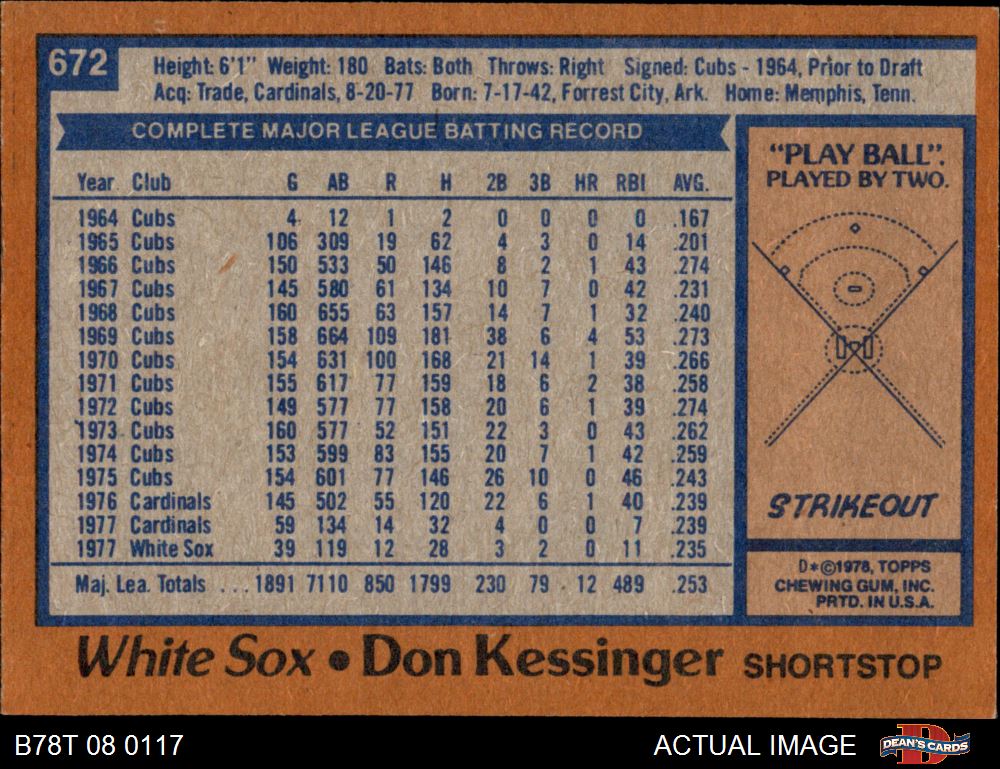 672
Height: 6'1" Weight: 180 Bats: Both Throws: Right Signed: Cubs - 1964, Prior to Draft
Acq: Trade, Cardinals, 8-20-77 Born: 7-17-42, Forrest City, Ark. Home: Memphis, Tenn.
COMPLETE MAJOR LEAGUE BATTING RECORD
Year Club G AB R H 2B 3B HR RBI AVG.
1964 Cubs 4 12 1 2 0 0 0 0 .167
1965 Cubs 106 309 19 62 4 3 0 14 .201
1966 Cubs 150 533 50 146 8 2 1 43 .274
1967 Cubs 145 580 61 134 10 7 0 42 .231
1968 Cubs 160 655 63 157 14 7 1 32 .240
1969 Cubs 158 664 109 181 38 6 4 53 .273
1970 Cubs 154 631 100 168 21 14 1 39 .266
1971 Cubs 155 617 77 159 18 6 2 38 .258
1972 Cubs 149 577 77 158 20 6 1 39 .274
1973 Cubs 160 577 52 151 22 3 0 43 .262
1974 Cubs 153 599 83 155 20 7 1 42 .259
1975 Cubs 154 601 77 146 26 10 0 46 .243
1976 Cardinals 145 502 55 120 22 6 1 40 .239
1977 Cardinals 59 134 14 32 4 0 0 7 .239
1977 White Sox 39 119 12 28 3 2 0 11 .235
Maj. Lea. Totals ... 1891 7110 850 1799 230 79 12 489 .253
"PLAY BALL".
PLAYED BY TWO.
STRIKEOUT
D*©1978, TOPPS
CHEWING GUM, INC.
PRTD. IN U.S.A.
White Sox • Don Kessinger SHORTSTOP
B78T 08 0117
ACTUAL IMAGE
D
DEAN'S CARDS